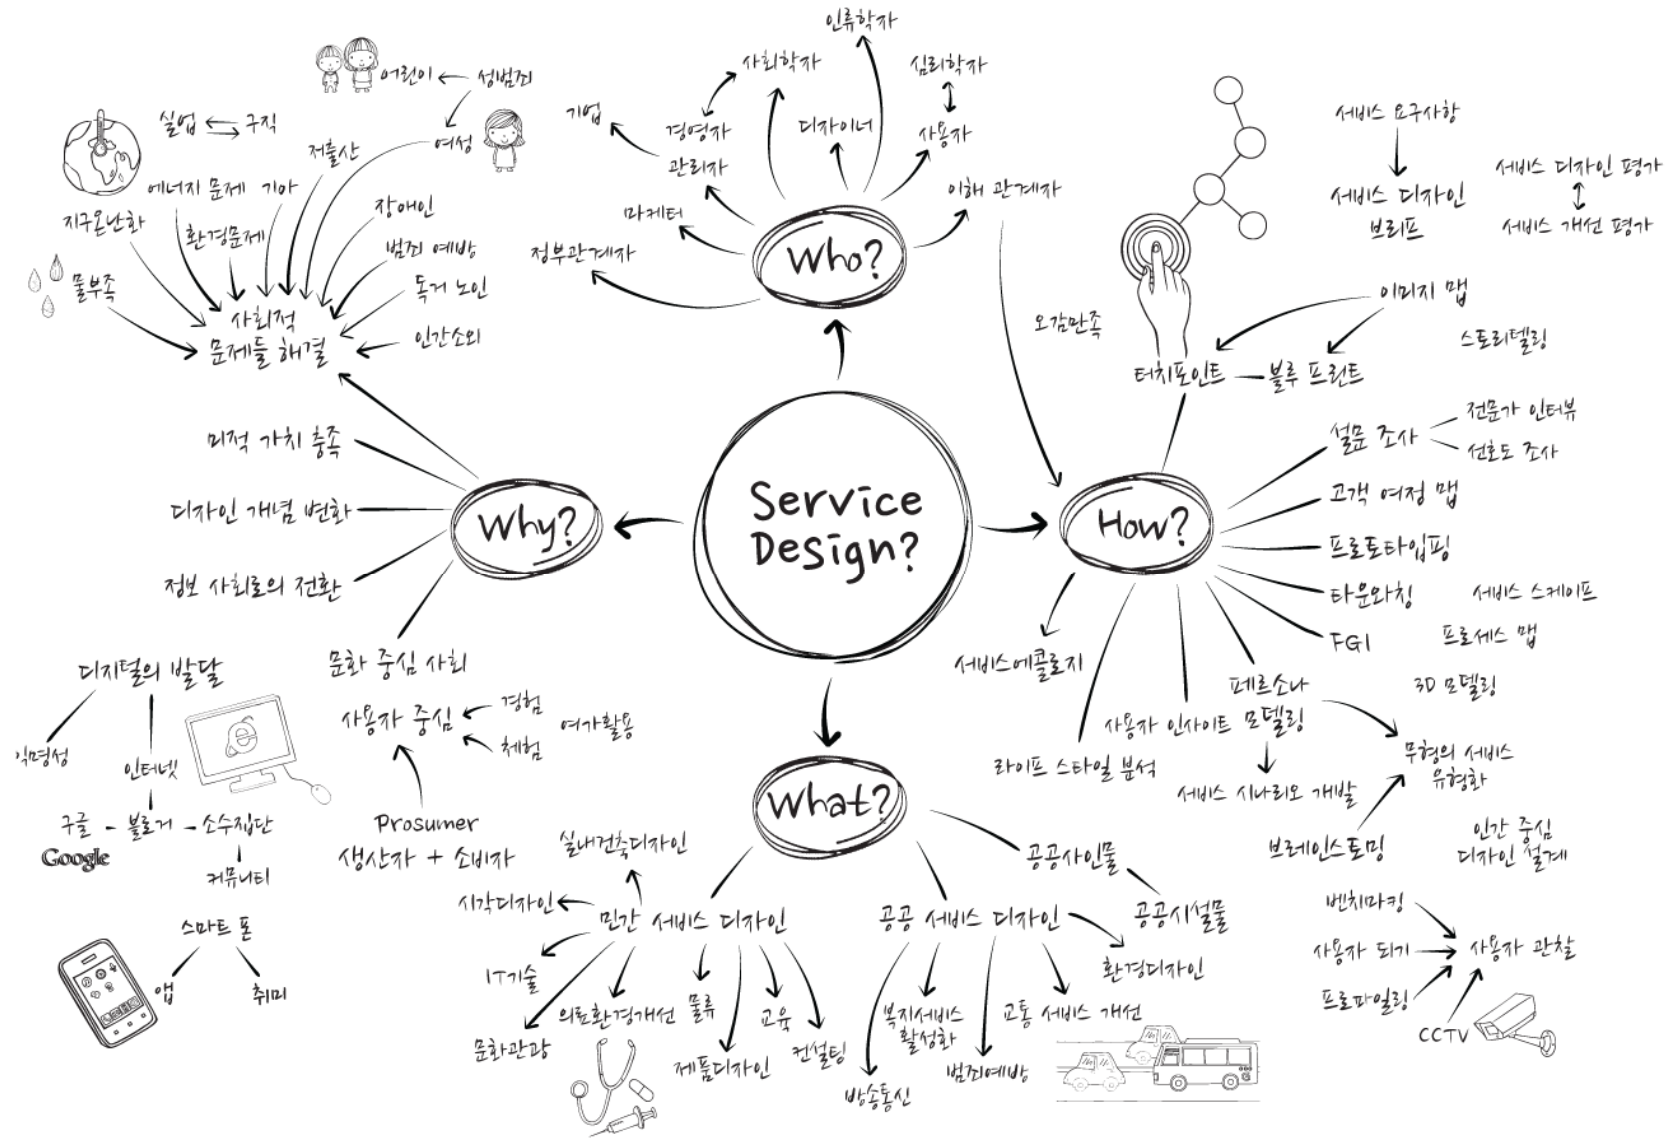 Service
Design?
Who?
인류학자
사회학자
심리학자
기업
경영자
디자이너
사용자
관리자
이해 관계자
마케터
정부관계자
Why?
어린이
성범죄
여성
실업
구직
저출산
에너지 문제
기아
지구온난화
환경문제
장애인
범죄 예방
물부족
독거 노인
인간소외
사회적
문제들 해결
미적 가치 충족
디자인 개념 변화
정보 사회로의 전환
문화 중심 사회
사용자 중심
경험
체험
여가활용
Prosumer
생산자 + 소비자
디지털의 발달
익명성
인터넷
구글 - 블로거 - 소수집단
Google
커뮤니티
스마트 폰
앱
취미
What?
실내건축디자인
시각디자인
민간 서비스 디자인
IT기술
의료환경개선
물류
교육
문화관광
제품디자인
컨설팅
공공 서비스 디자인
공공사인물
공공시설물
환경디자인
복지서비스
활성화
교통 서비스 개선
방송통신
범죄예방
How?
서비스 요구사항
서비스 디자인
브리프
서비스 디자인 평가
서비스 개선 평가
오감만족
이미지 맵
스토리텔링
터치포인트
블루 프린트
설문 조사
전문가 인터뷰
선호도 조사
고객 여정 맵
프로토타입핑
타운와칭
서비스 스케이프
FGI
프로세스 맵
3D 모델링
서비스에콜로지
페르소나
모델링
사용자 인사이트
라이프 스타일 분석
서비스 시나리오 개발
무형의 서비스
유형화
브레인스토밍
인간 중심
디자인 설계
벤치마킹
사용자 되기
사용자 관찰
프로파일링
CCTV